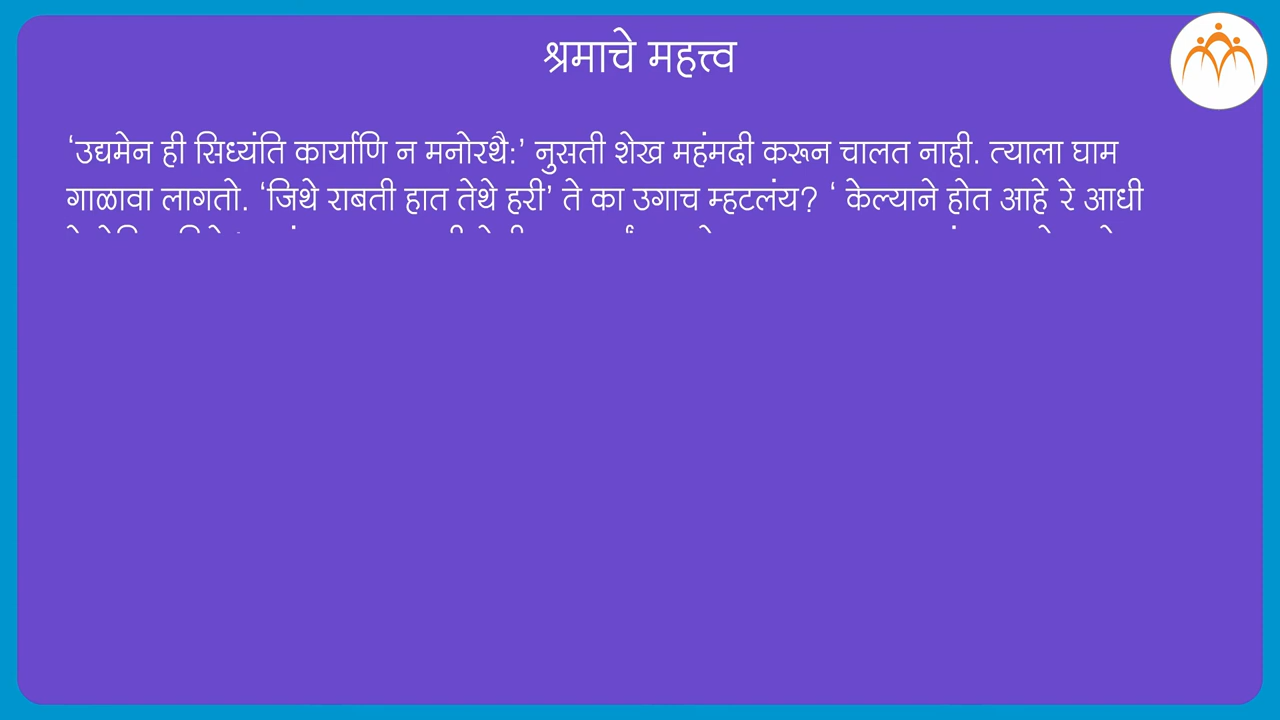 श्रमाचे महत्त्व
‘उद्यमेन ही सिध्यंति कार्याणि न मनोरथै:’ नुसती शेख महंमदी करून चालत नाही. त्याला घाम
गाळावा लागतो. ‘जिथे राबती हात तेथे हरी’ ते का उगाच म्हटलंय? ‘ केल्याने होत आहे रे आधी